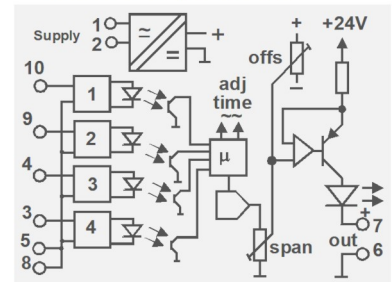 Supply
1
2
≃
=
+
+
offs
−
+24V
adj
time
~~
10
1
9
2
4
3
μ
3
4
5
8
span
+
7
out
6